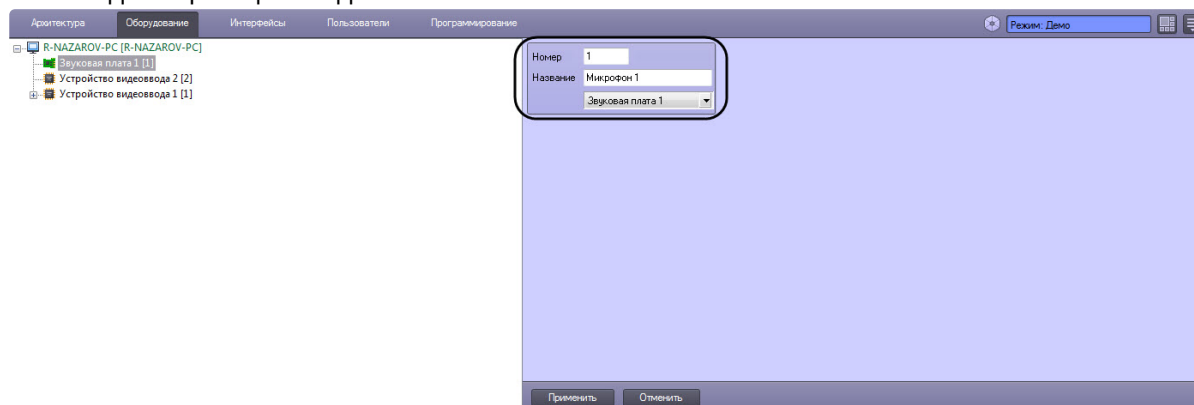 Архитектура Оборудование Интерфейсы Пользователи Программирование Режим: Демо
R-NAZAROV-PC [R-NAZAROV-PC]
Звуковая плата 1 [1]
Устройство видеоввода 2 [2]
Устройство видеоввода 1 [1]
Номер 1
Название Микрофон 1
Звуковая плата 1
Применить Отменить